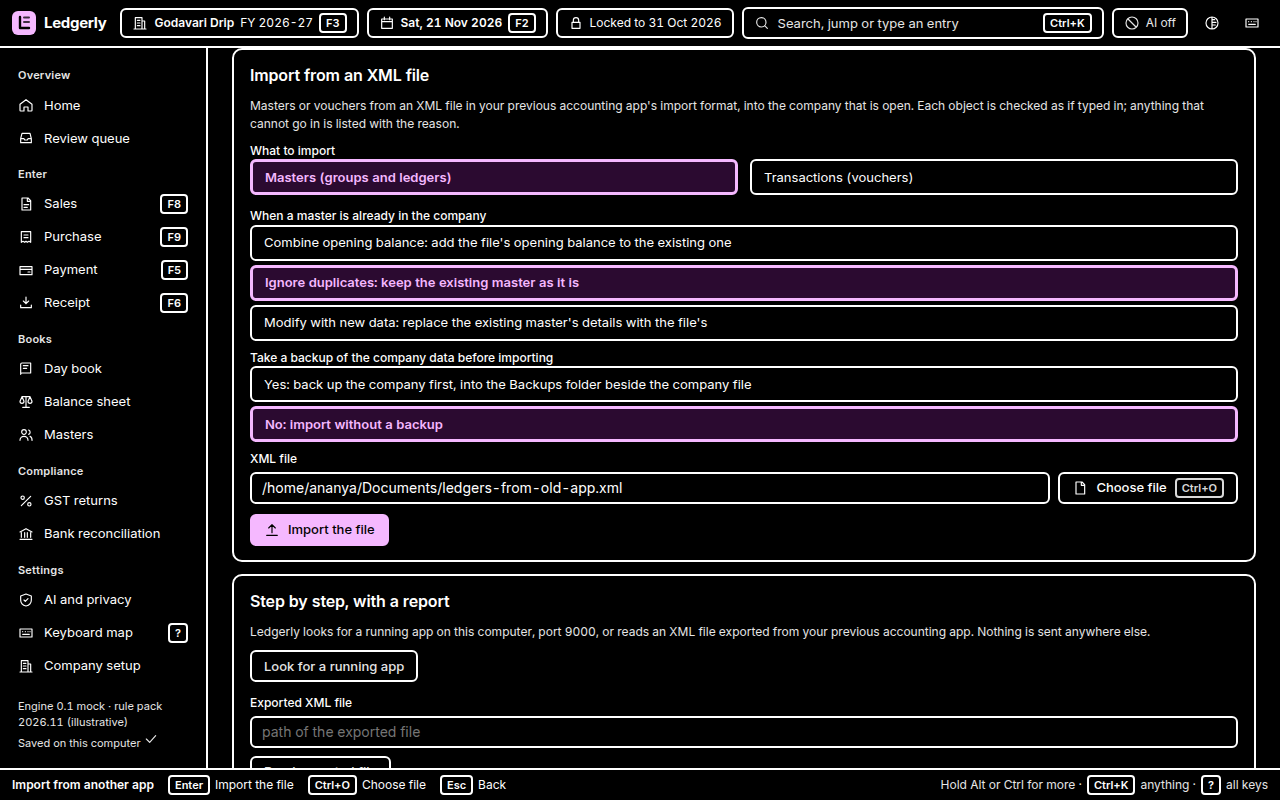 Ledgerly
Godavari Drip FY 2026-27 F3
Sat, 21 Nov 2026 F2
Locked to 31 Oct 2026
Search, jump or type an entry Ctrl+K
AI off
Overview
Home
Review queue
Enter
Sales F8
Purchase F9
Payment F5
Receipt F6
Books
Day book
Balance sheet
Masters
Compliance
GST returns
Bank reconciliation
Settings
AI and privacy
Keyboard map ?
Company setup
Engine 0.1 mock · rule pack
2026.11 (illustrative)
Saved on this computer
Import from an XML file
Masters or vouchers from an XML file in your previous accounting app's import format, into the company that is open. Each object is checked as if typed in; anything that
cannot go in is listed with the reason.
What to import
Masters (groups and ledgers)
Transactions (vouchers)
When a master is already in the company
Combine opening balance: add the file's opening balance to the existing one
Ignore duplicates: keep the existing master as it is
Modify with new data: replace the existing master's details with the file's
Take a backup of the company data before importing
Yes: back up the company first, into the Backups folder beside the company file
No: import without a backup
XML file
/home/ananya/Documents/ledgers-from-old-app.xml
Choose file Ctrl+O
Import the file
Step by step, with a report
Ledgerly looks for a running app on this computer, port 9000, or reads an XML file exported from your previous accounting app. Nothing is sent anywhere else.
Look for a running app
Exported XML file
path of the exported file
Import from another app Enter Import the file Ctrl+O Choose file Esc Back
Hold Alt or Ctrl for more · Ctrl+K anything · ? all keys